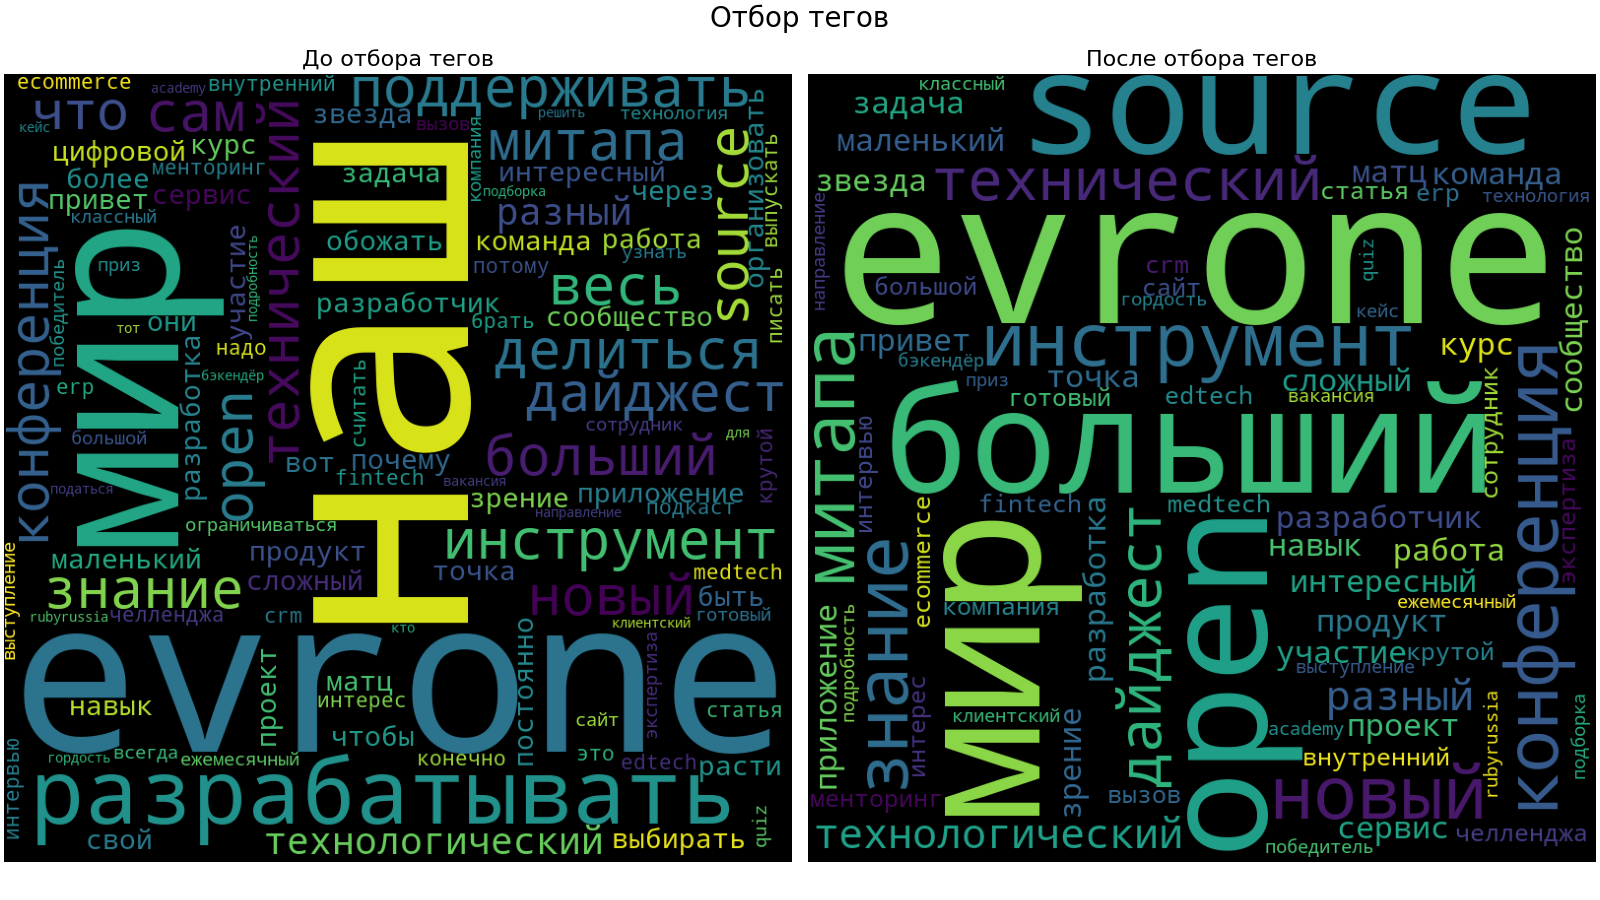 Отбор тегов
До отбора тегов
ecommerce
academy
внутренний
поддерживать
что
сам
звезда
вызов
решить
технология
кейс
цифровой
курс
менторинг
задача
компания
митапа
source
организовать
выпускать
более
привет
сервис
технический
интересный
подборка
через
классный
разный
обожать
команда
работа
узнать
писать
конференция
мир
приз
участие
подробность
наш
потому
весь
победитель
тот
они
разработчик
брать
сообщество
надо
делиться
erp
разработка
бэкендёр
считать
дайджест
open
сотрудник
большой
для
вот
почему
больший
крутой
fintech
вакансия
податься
зрение
приложение
направление
подкаст
ограничиваться
выступление
маленький
продукт
инструмент
точка
medtech
знание
сложный
новый
быть
rubyrussia
челленджа
crm
кто
клиентский
готовый
evrone
проект
матц
интерес
постоянно
экспертиза
навык
сайт
статья
чтобы
интервью
гордость
всегда
ежемесячный
конечно
это
edtech
расти
разрабатывать
свой
технологический
выбирать
quiz
После отбора тегов
классный
source
задача
маленький
звезда
технический
матц
команда
статья
erp
технология
направление
evrone
crm
quiz
большой
сайт
гордость
кейс
сообщество
митапа
привет
инструмент
курс
бэкендёр
приз
точка
сложный
готовый
edtech
вакансия
сотрудник
конференция
больший
интервью
экспертиза
fintech
medtech
ecommerce
разработка
разработчик
навык
работа
знание
мир
дайджест
open
интересный
компания
ежемесячный
приложение
подробность
продукт
участие
крутой
выступление
интерес
разный
клиентский
зрение
academy
проект
rubyrussia
подборка
внутренний
менторинг
вызов
новый
технологический
сервис
челленджа
победитель